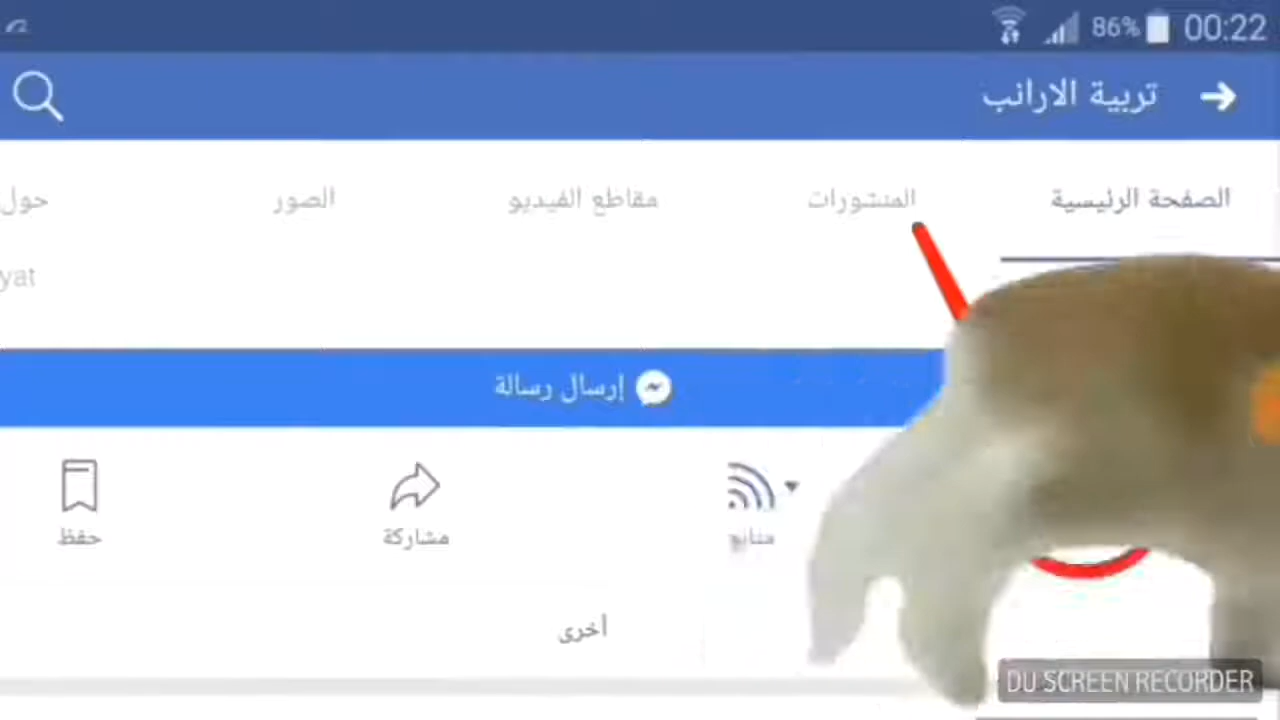 86% 00:22
تربية الارانب
الصفحة الرئيسية المنشورات مقاطع الفيديو الصور حول
yat
إرسال رسالة
متابع مشاركة حفظ
أخرى
DU SCREEN RECORDER